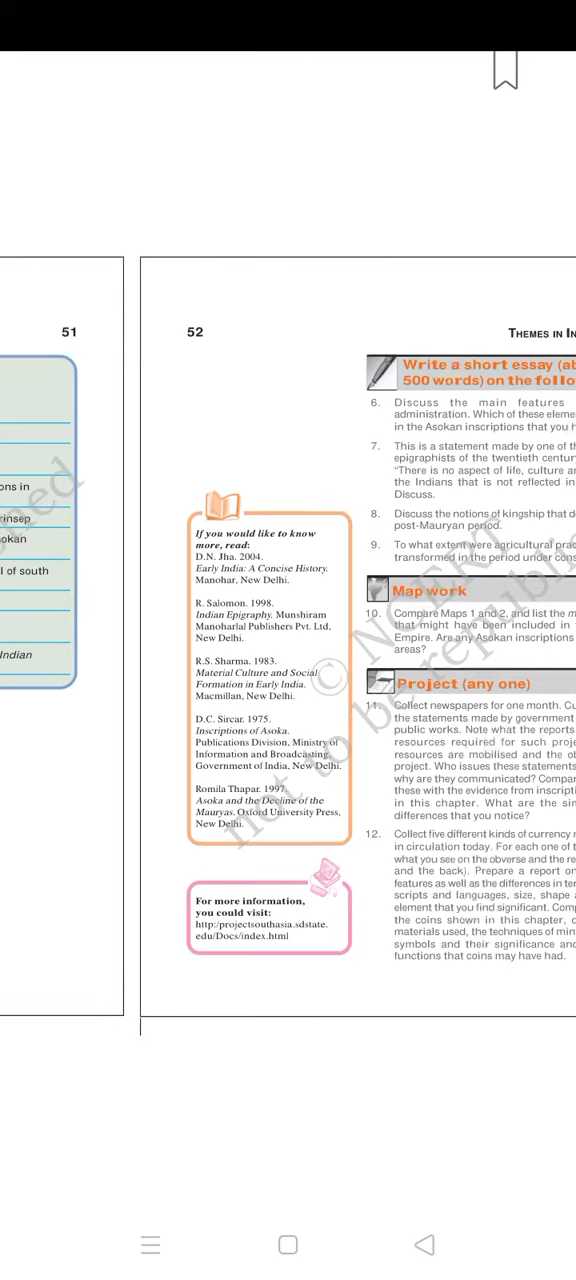 51
ons in
rinsep
sokan
l of south
Indian
52
THEMES IN IN
If you would like to know
more, read:
D.N. Jha. 2004.
Early India: A Concise History.
Manohar, New Delhi.
R. Salomon. 1998.
Indian Epigraphy. Munshiram
Manoharlal Publishers Pvt. Ltd,
New Delhi.
R.S. Sharma. 1983.
Material Culture and Social
Formation in Early India.
Macmillan, New Delhi.
D.C. Sircar. 1975.
Inscriptions of Asoka.
Publications Division, Ministry of
Information and Broadcasting,
Government of India, New Delhi.
Romila Thapar. 1997.
Asoka and the Decline of the
Mauryas. Oxford University Press,
New Delhi.
For more information,
you could visit:
http:/projectsouthasia.sdstate.
edu/Docs/index.html
Write a short essay (ab
500 words) on the follo
6. Discuss the main features
administration. Which of these eleme
in the Asokan inscriptions that you h
7. This is a statement made by one of th
epigraphists of the twentieth century
"There is no aspect of life, culture an
the Indians that is not reflected in
Discuss.
8. Discuss the notions of kingship that de
post-Mauryan period.
9. To what extent were agricultural prac
transformed in the period under cons
Map work
10. Compare Maps 1 and 2, and list the m
that might have been included in t
Empire. Are any Asokan inscriptions
areas?
Project (any one)
11. Collect newspapers for one month. Cu
the statements made by government
public works. Note what the reports
resources required for such proje
resources are mobilised and the ob
project. Who issues these statements
why are they communicated? Compar
these with the evidence from inscripti
in this chapter. What are the sim
differences that you notice?
12. Collect five different kinds of currency n
in circulation today. For each one of t
what you see on the obverse and the re
and the back). Prepare a report on
features as well as the differences in ter
scripts and languages, size, shape a
element that you find significant. Comp
the coins shown in this chapter, d
materials used, the techniques of min
symbols and their significance and
functions that coins may have had.
© NCERT
not to be republis
shed